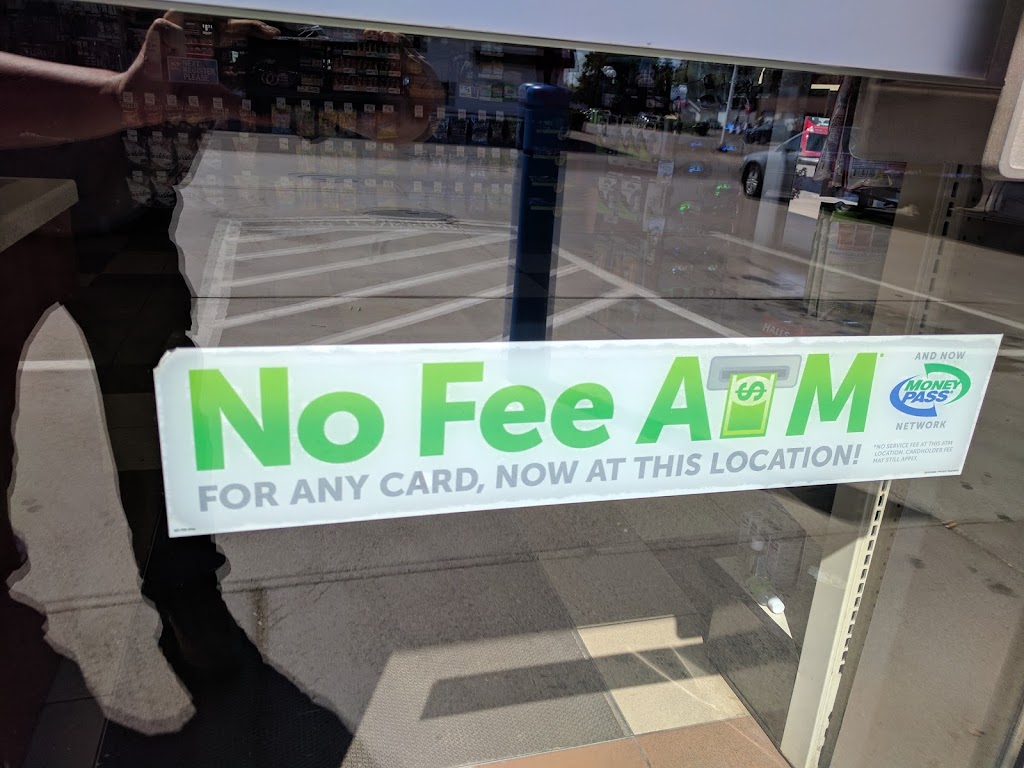 No Fee ATM*
FOR ANY CARD, NOW AT THIS LOCATION!
AND NOW
MONEY
PASS®
NETWORK
*NO SERVICE FEE AT THIS ATM
LOCATION. CARDHOLDER FEE
MAY STILL APPLY.